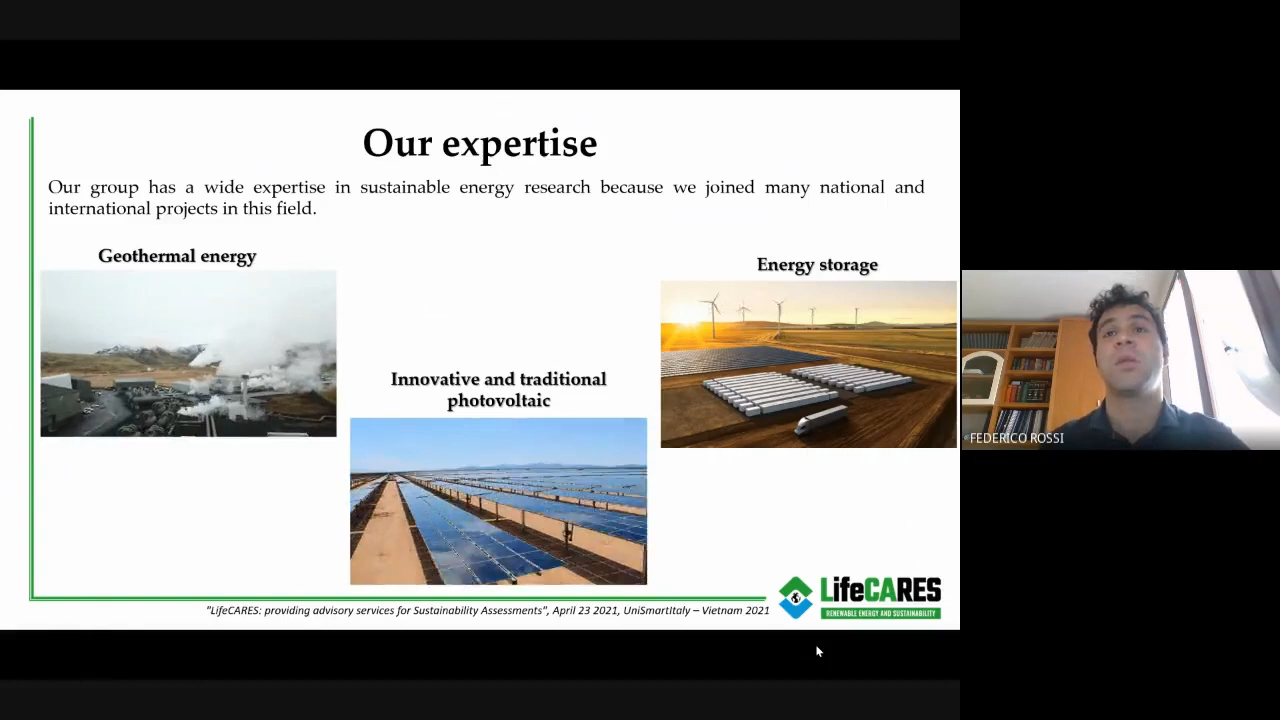 Our expertise
Our group has a wide expertise in sustainable energy research because we joined many national and
international projects in this field.
Geothermal energy
Energy storage
Innovative and traditional
photovoltaic
FEDERICO ROSSI
LifeCARES
RENEWABLE ENERGY AND SUSTAINABILITY
"LifeCARES: providing advisory services for Sustainability Assessments", April 23 2021, UniSmartItaly – Vietnam 2021